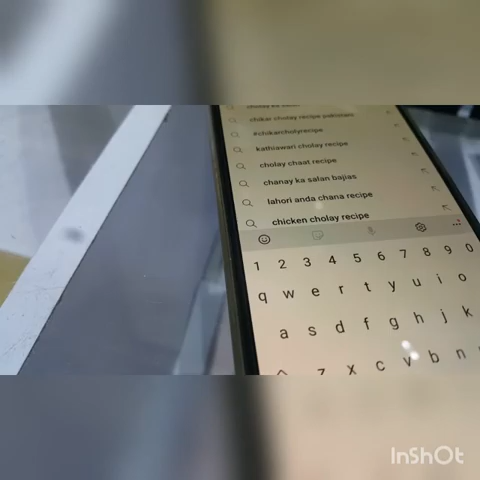 cholay
chikar cholay recipe pakistani
#chikarcholyrecipe
kathiawari cholay recipe
cholay chaat recipe
chanay ka salan bajias
lahori anda chana recipe
chicken cholay recipe
1 2 3 4 5 6 7 8 9 0
q w e r t y u i o
a s d f g h j k
z x c v b n
InShOt